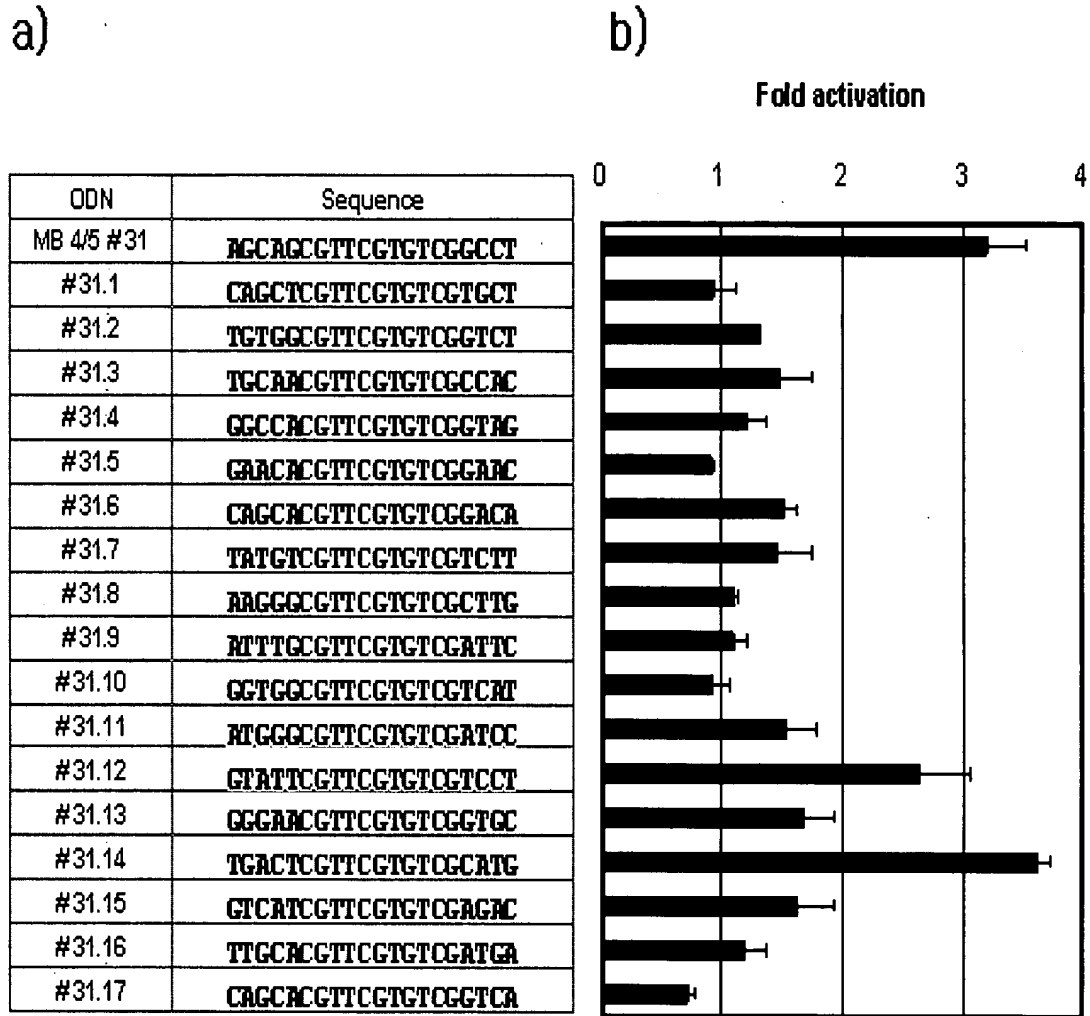 a)
b)
Fold activation
0 1 2 3 4
ODN Sequence
MB 4/5 #31 AGCAGCGTTCGTGTCGGCCT
#31.1 CAGCTCGTTCGTGTCGTGCT
#31.2 TGTGGCGTTCGTGTCGGTCT
#31.3 TGCAACGTTCGTGTCGCCAC
#31.4 GGCCACGTTCGTGTCGGTAG
#31.5 GAACACGTTCGTGTCGGAAC
#31.6 CAGCACGTTCGTGTCGGACA
#31.7 TATGTCGTTCGTGTCGTCTT
#31.8 AAGGGCGTTCGTGTCGCTTG
#31.9 ATTTGCGTTCGTGTCGATTC
#31.10 GGTGGCGTTCGTGTCGTCAT
#31.11 ATGGGCGTTCGTGTCGATCC
#31.12 GTATTCGTTCGTGTCGTCCT
#31.13 GGGAACGTTCGTGTCGGTGC
#31.14 TGACTCGTTCGTGTCGCATG
#31.15 GTCATCGTTCGTGTCGAGAC
#31.16 TTGCACGTTCGTGTCGATGA
#31.17 CAGCACGTTCGTGTCGGTCA